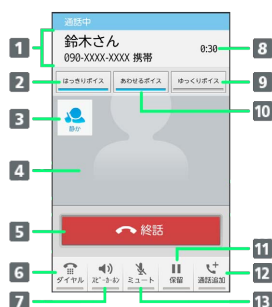 通話中
1
鈴木さん
0:30
8
090-XXXX-XXXX 携帯
2
はっきりボイス
あわせるボイス
ゆっくりボイス
9
10
3
静か
4
5
終話
11
6
ダイヤル
スピーカーホン
ミュート
保留
通話追加
12
7
13